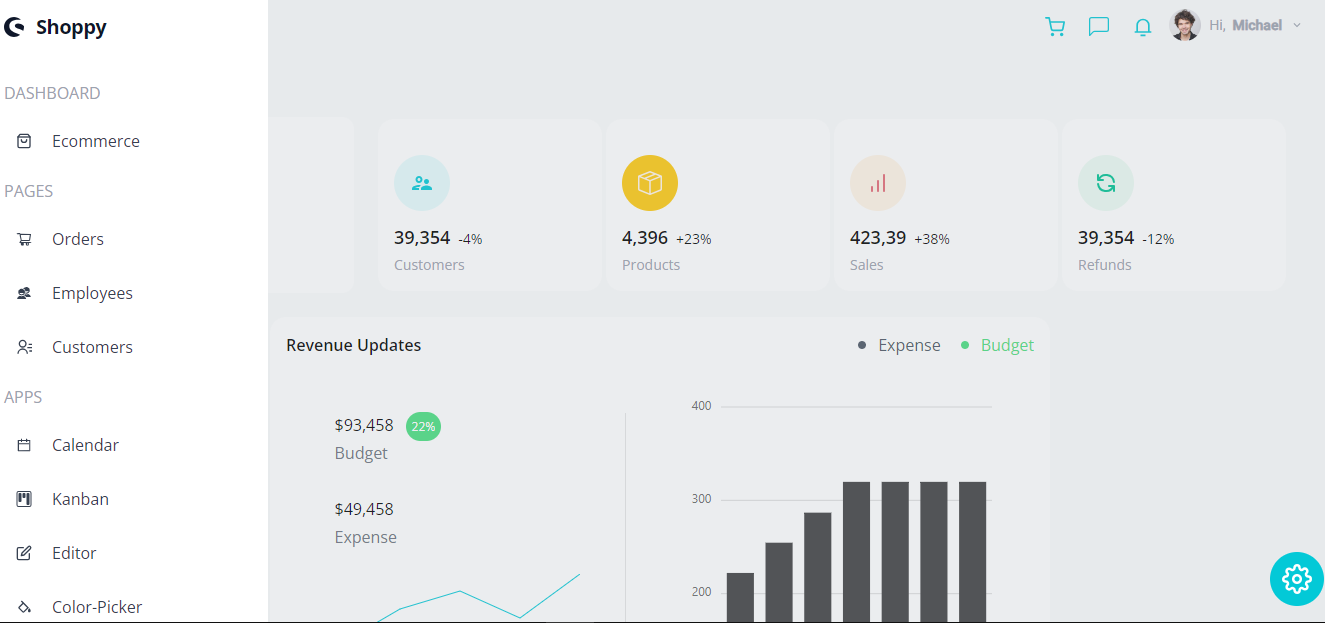 Shoppy
Hi, Michael
DASHBOARD
Ecommerce
PAGES
Orders
Employees
Customers
APPS
Calendar
Kanban
Editor
Color-Picker
39,354 -4%
Customers
4,396 +23%
Products
423,39 +38%
Sales
39,354 -12%
Refunds
Revenue Updates
Expense
Budget
$93,458 22%
Budget
$49,458
Expense
400
300
200